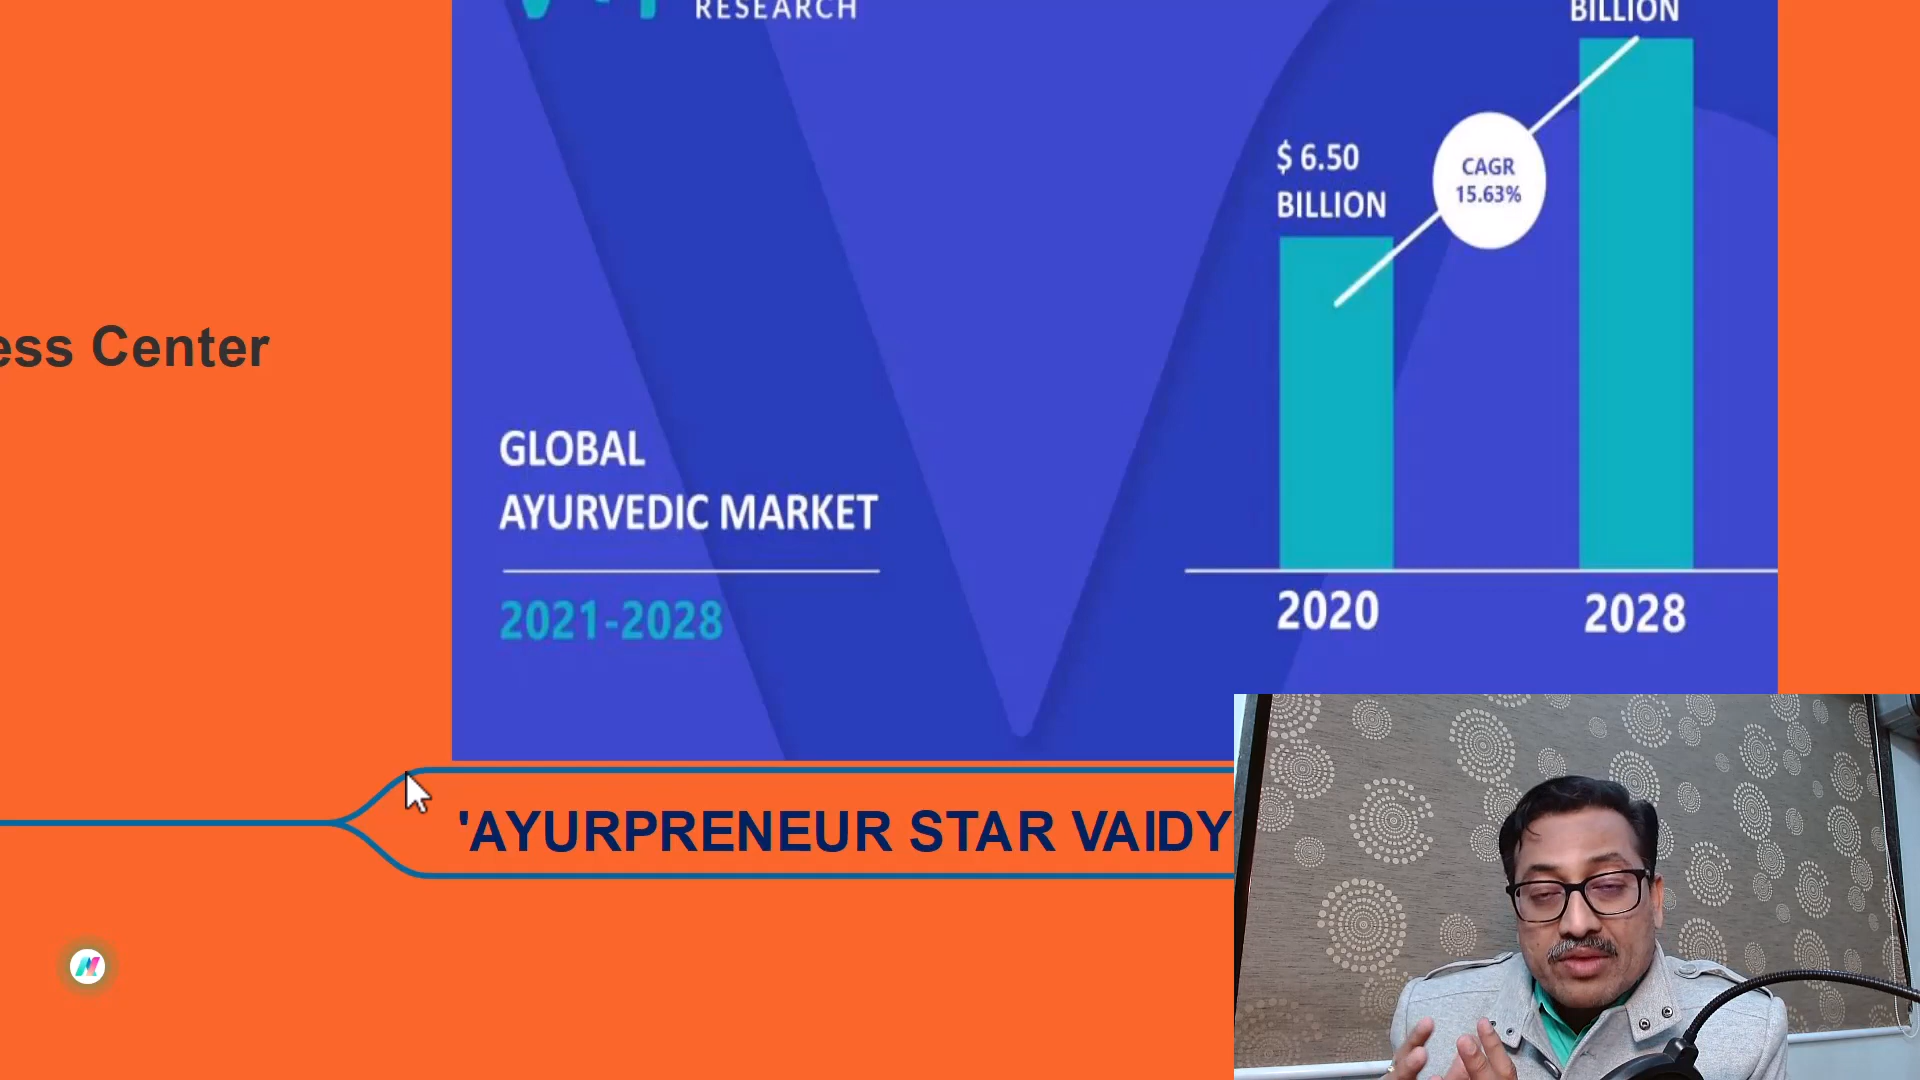 RESEARCH
BILLION
$ 6.50
BILLION
CAGR
15.63%
ess Center
GLOBAL
AYURVEDIC MARKET
2021-2028
2020
2028
'AYURPRENEUR STAR VAIDY